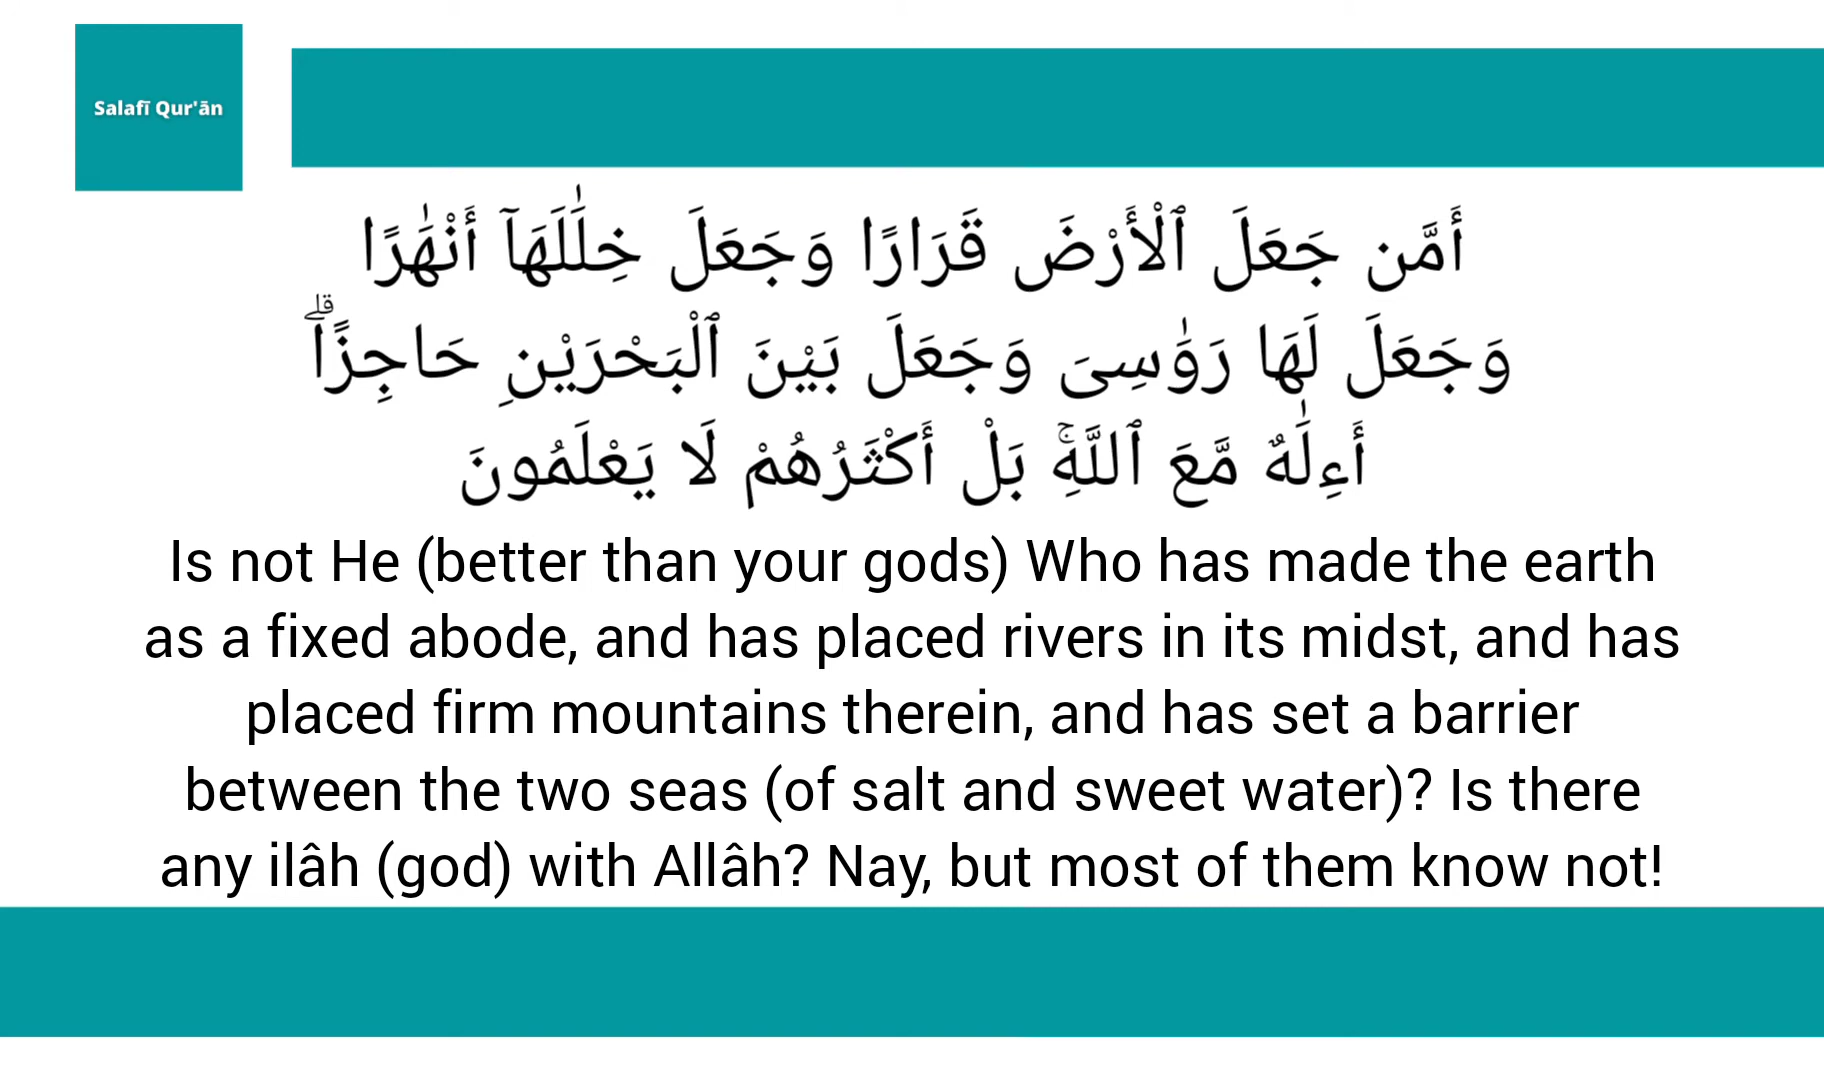 Salafī Qur'ān
أَمَّن جَعَلَ ٱلْأَرْضَ قَرَارًا وَجَعَلَ خِلَـٰلَهَآ أَنْهَـٰرًا
وَجَعَلَ لَهَا رَوَٰسِىَ وَجَعَلَ بَيْنَ ٱلْبَحْرَيْنِ حَاجِزًا ۗ
أَءِلَـٰهٌ مَّعَ ٱللَّهِ ۚ بَلْ أَكْثَرُهُمْ لَا يَعْلَمُونَ
Is not He (better than your gods) Who has made the earth
as a fixed abode, and has placed rivers in its midst, and has
placed firm mountains therein, and has set a barrier
between the two seas (of salt and sweet water)? Is there
any ilâh (god) with Allâh? Nay, but most of them know not!